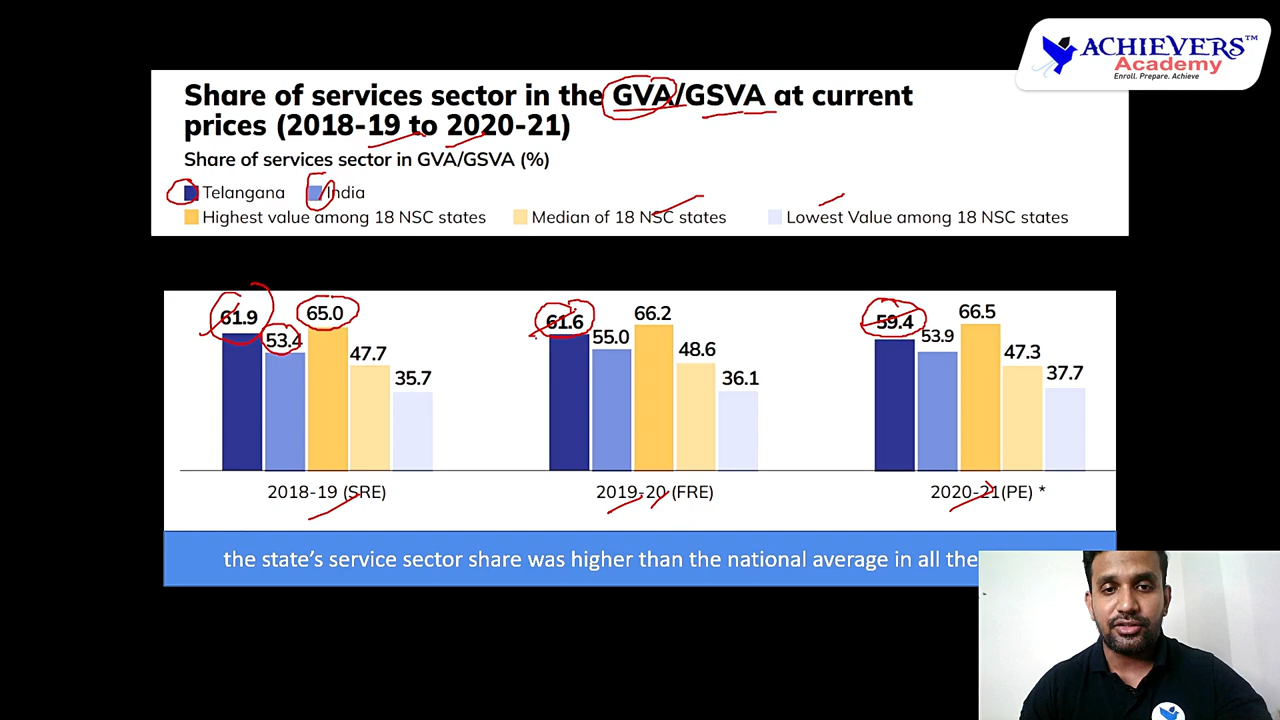 ACHIEVERS™
Academy
Enroll. Prepare. Achieve
Share of services sector in the GVA/GSVA at current
prices (2018-19 to 2020-21)
Share of services sector in GVA/GSVA (%)
Telangana India
Highest value among 18 NSC states Median of 18 NSC states Lowest Value among 18 NSC states
61.9 53.4 65.0 47.7 35.7
61.6 55.0 66.2 48.6 36.1
59.4 53.9 66.5 47.3 37.7
2018-19 (SRE) 2019-20 (FRE) 2020-21(PE) *
the state's service sector share was higher than the national average in all the